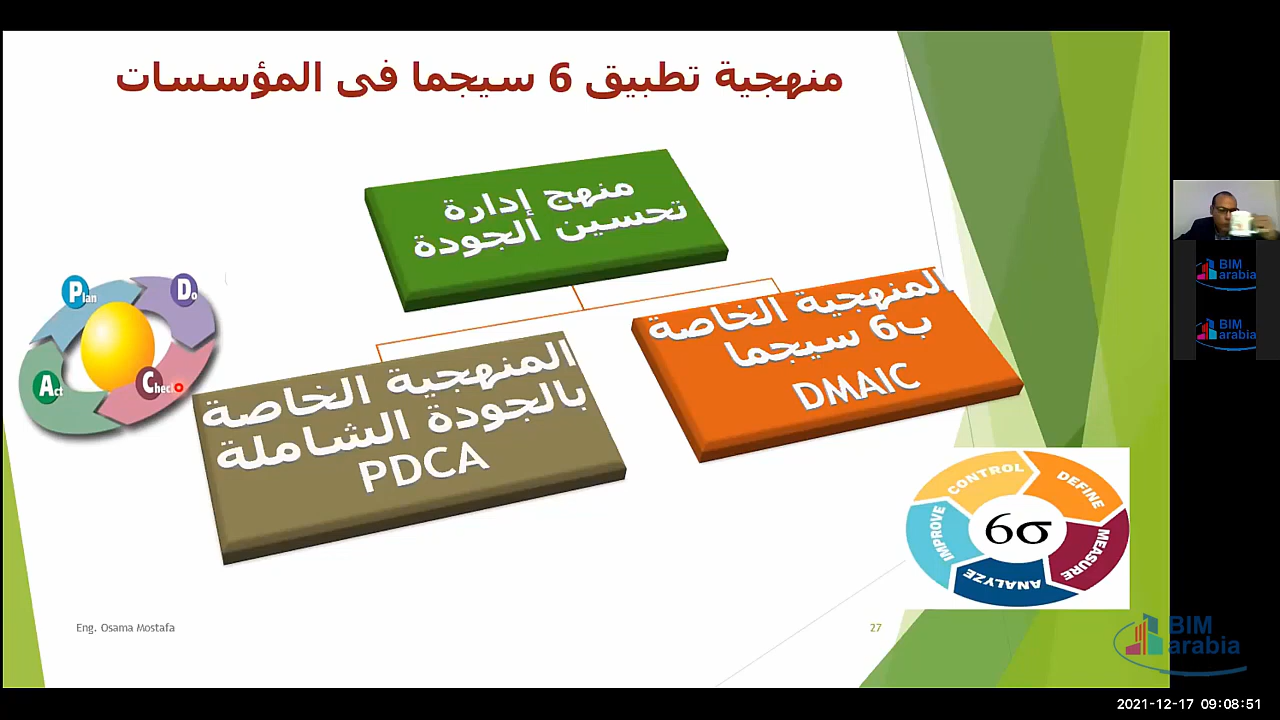 منهجية تطبيق 6 سيجما فى المؤسسات
منهج إدارة
تحسين الجودة
المنهجية الخاصة
ب6 سيجما
DMAIC
المنهجية الخاصة
بالجودة الشاملة
PDCA
Plan
Do
Check
Act
CONTROL
DEFINE
MEASURE
ANALYZE
IMPROVE
6σ
Eng. Osama Mostafa
27
BIM
arabia
BIM
arabia
BIM
arabia
2021-12-17 09:08:51